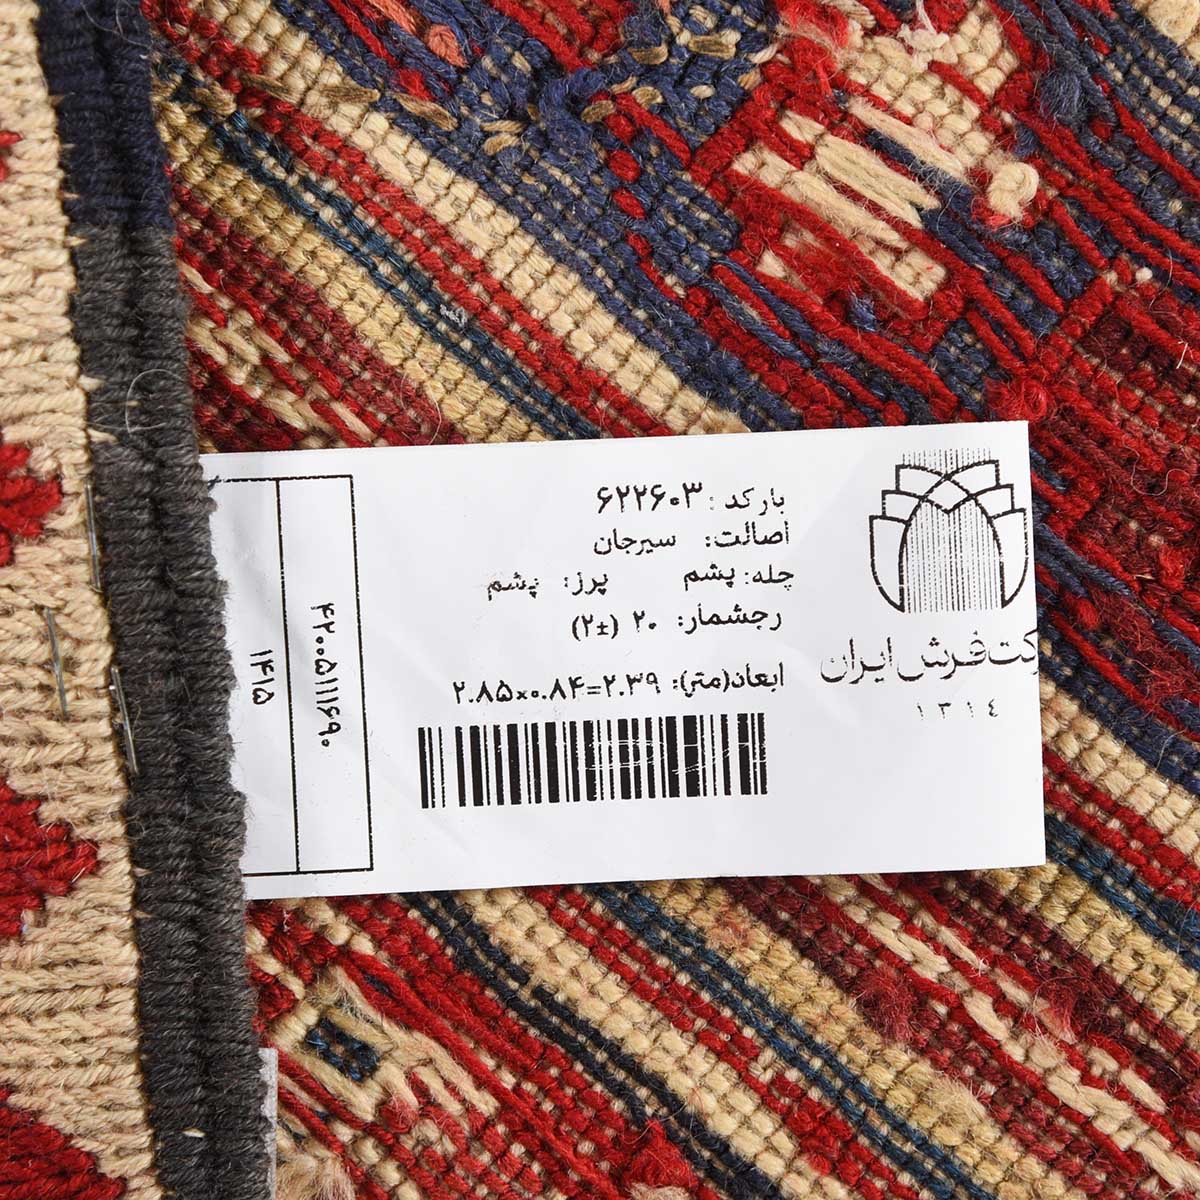 بارکد: ۶۲۲۶۰۳
اصالت: سیرجان
چله: پشم پرز: پشم
رجشمار: ۲۰ (±۲)
ابعاد(متر): ۲.۸۵×۰.۸۴=۲.۳۹
کت فرش ایران
۱۳۱٤
۴۲۰۰۵۱۱۱۶۹۰
۱۴۱۵